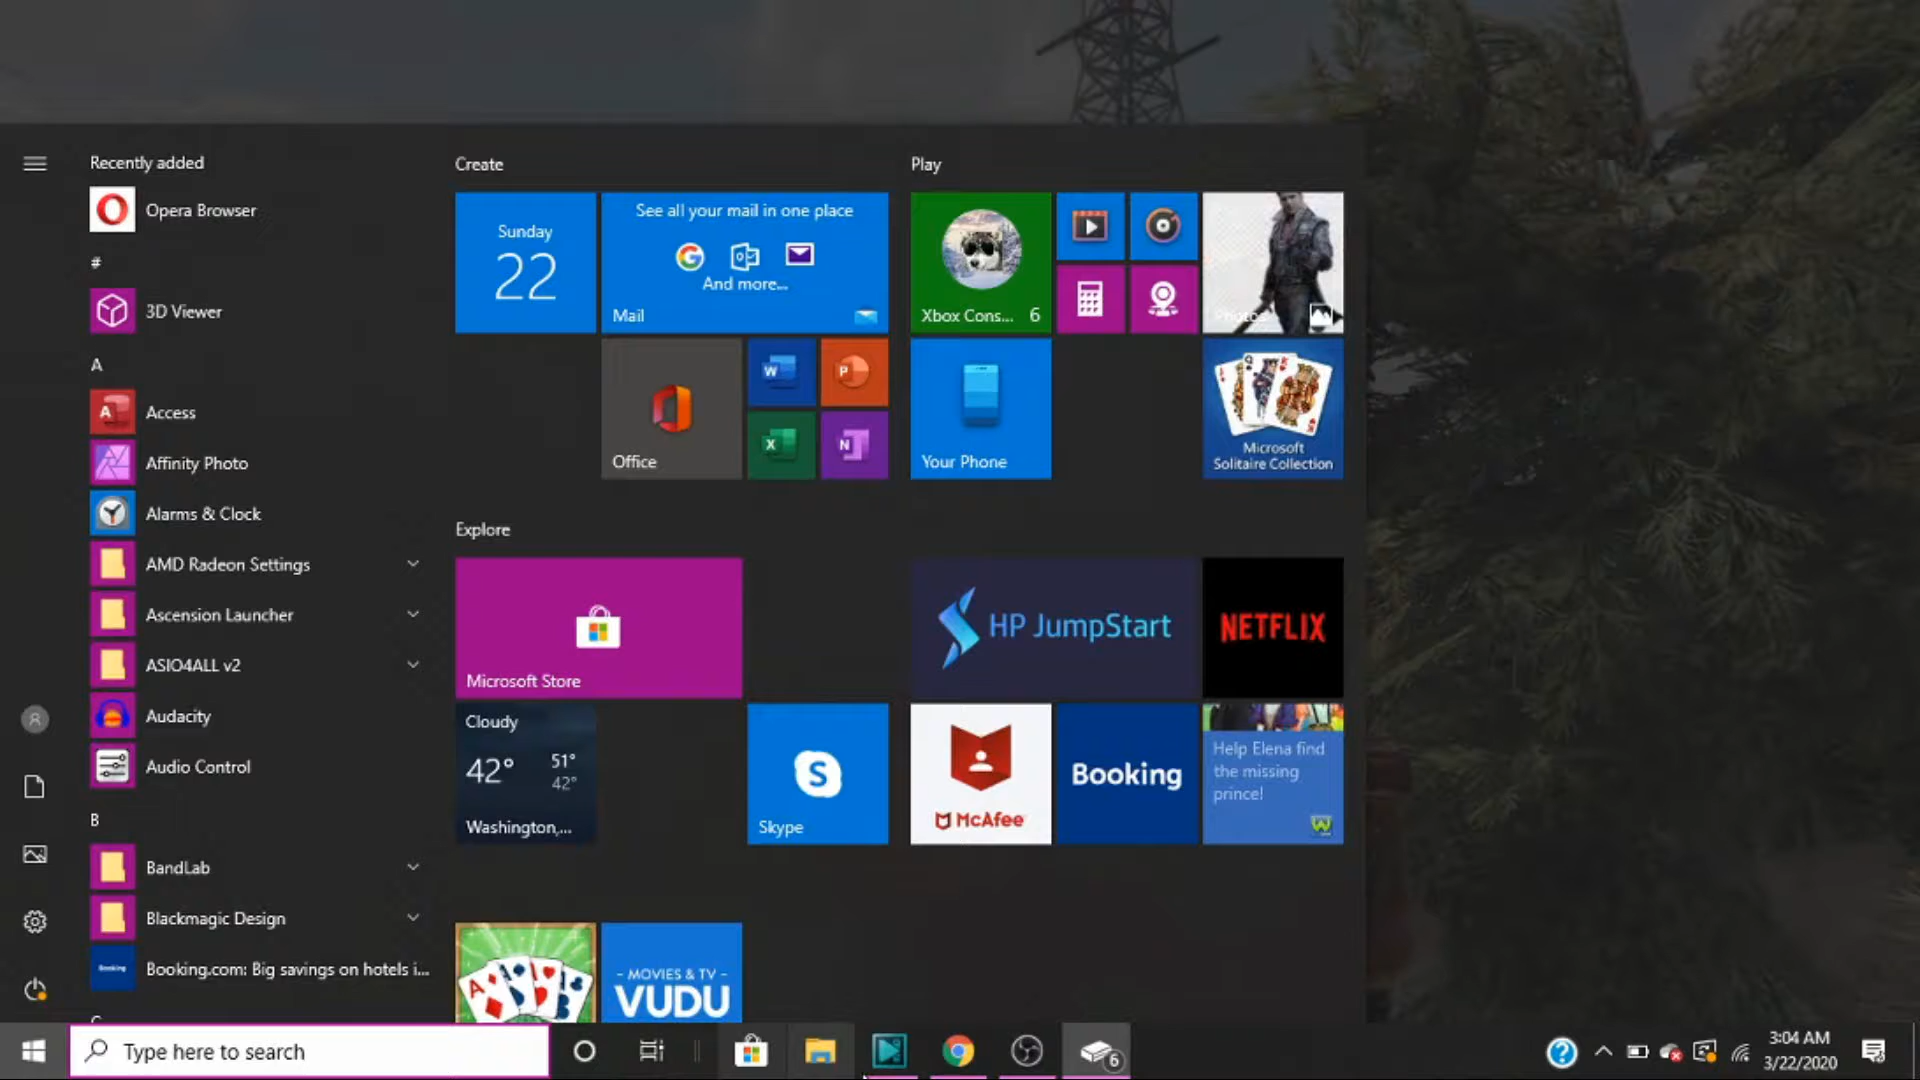 Recently added
Opera Browser
#
3D Viewer
A
Access
Affinity Photo
Alarms & Clock
AMD Radeon Settings
Ascension Launcher
ASIO4ALL v2
Audacity
Audio Control
B
BandLab
Blackmagic Design
Booking.com: Big savings on hotels i...
Create
Sunday
22
See all your mail in one place
And more...
Mail
Office
Play
Xbox Cons... 6
Photos
Your Phone
Microsoft
Solitaire Collection
Explore
Microsoft Store
HP JumpStart
NETFLIX
Cloudy
42° 51°
42°
Washington,...
Skype
McAfee
Booking
Help Elena find
the missing
prince!
- MOVIES & TV -
VUDU
Type here to search
6
3:04 AM
3/22/2020